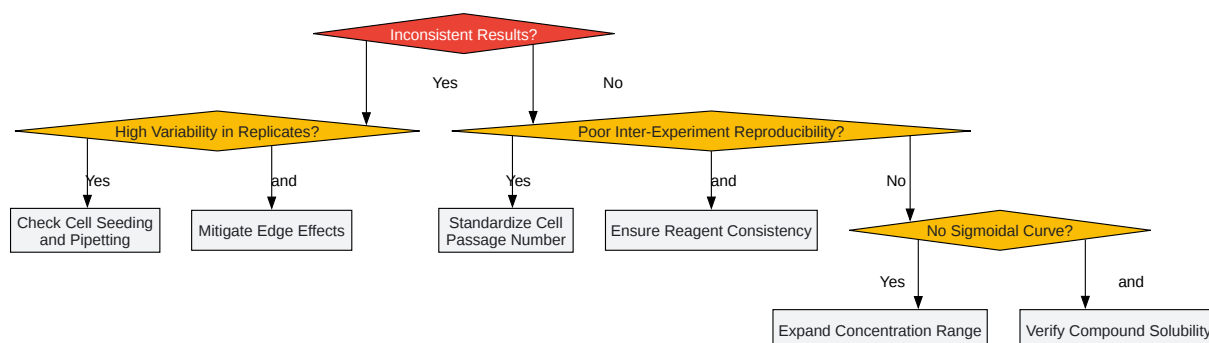 Inconsistent Results?
Yes
No
High Variability in Replicates?
Poor Inter-Experiment Reproducibility?
Yes
and
Yes
and
No
Check Cell Seeding
and Pipetting
Mitigate Edge Effects
Standardize Cell
Passage Number
Ensure Reagent Consistency
No Sigmoidal Curve?
Yes
and
Expand Concentration Range
Verify Compound Solubility